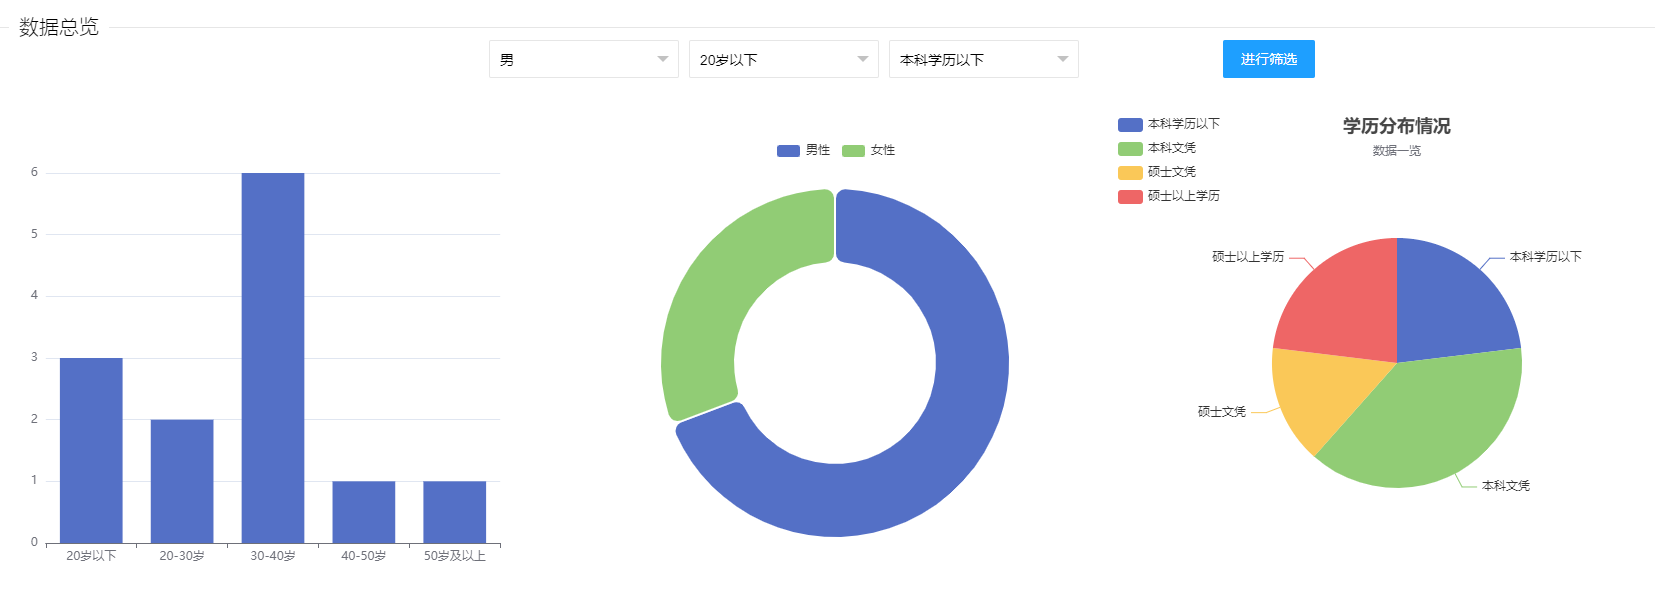 数据总览
男
20岁以下
本科学历以下
进行筛选
6
5
4
3
2
1
0
20岁以下
20-30岁
30-40岁
40-50岁
50岁及以上
男性
女性
本科学历以下
本科文凭
硕士文凭
硕士以上学历
学历分布情况
数据一览
硕士以上学历
本科学历以下
硕士文凭
本科文凭